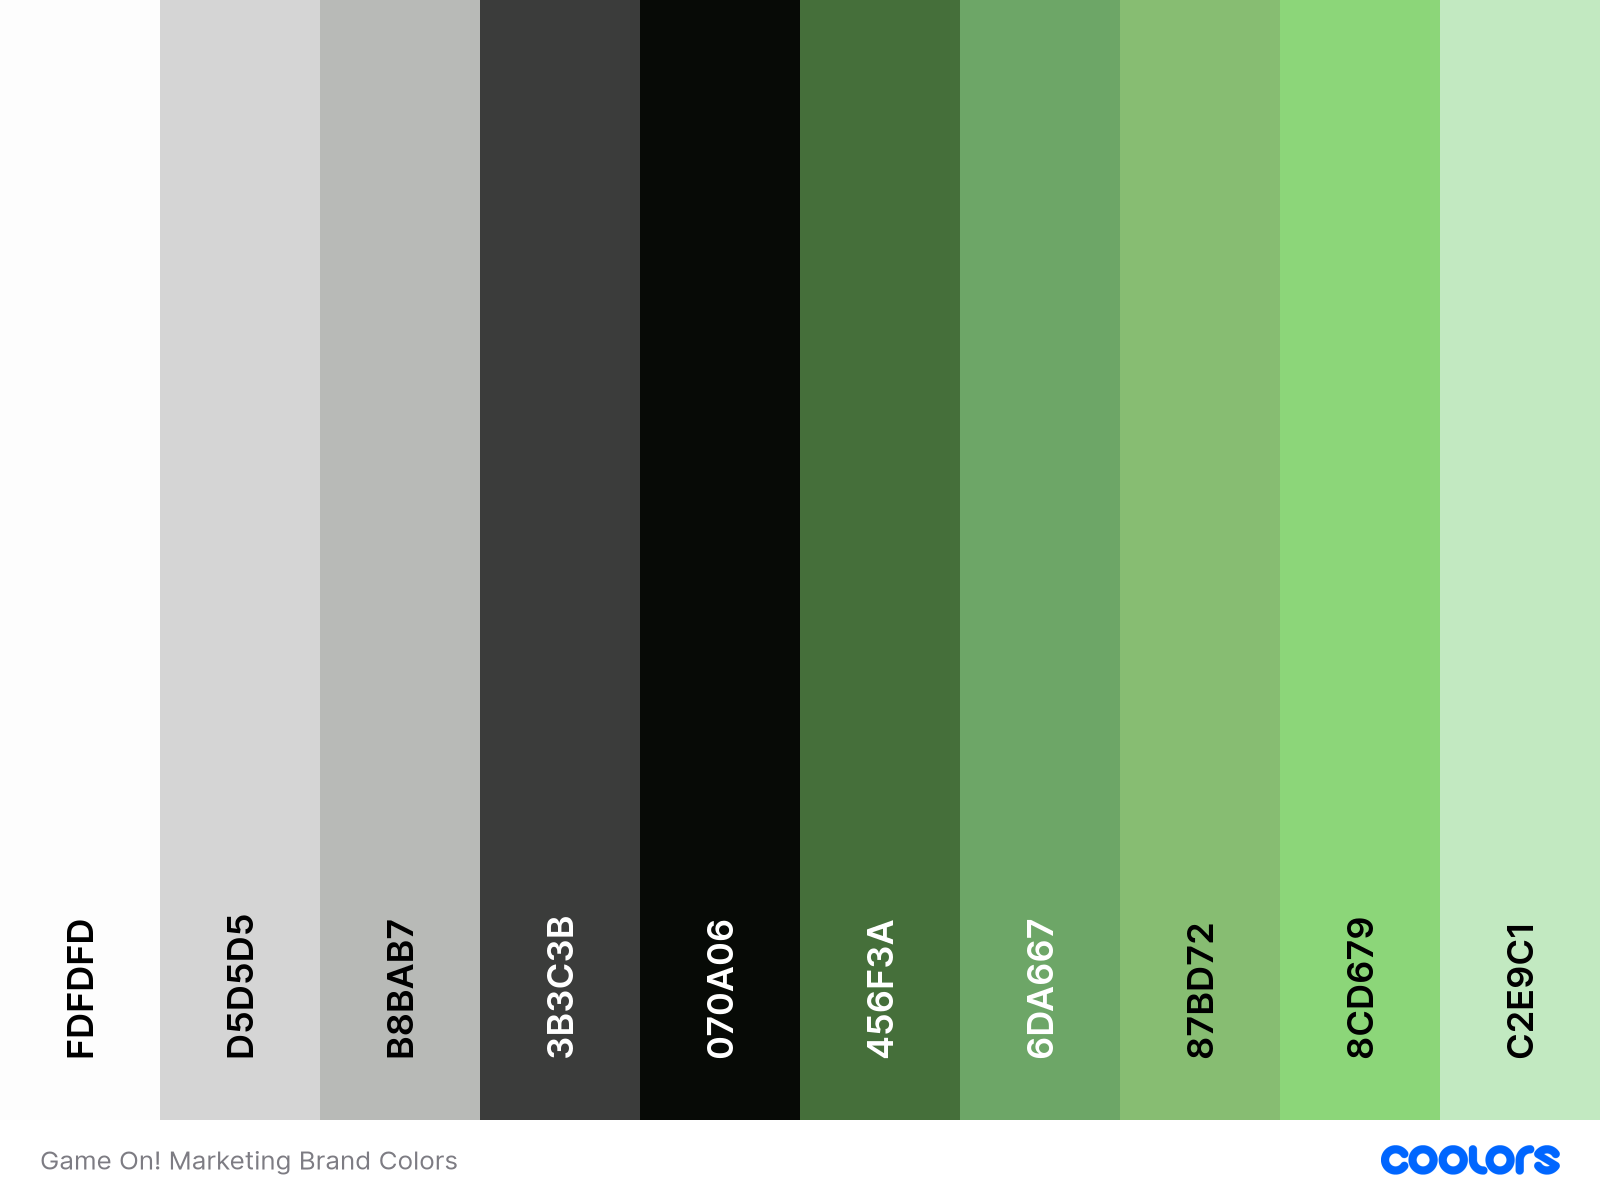 FDFDFD
D5D5D5
B8BAB7
3B3C3B
070A06
456F3A
6DA667
87BD72
8CD679
C2E9C1
Game On! Marketing Brand Colors
coolors